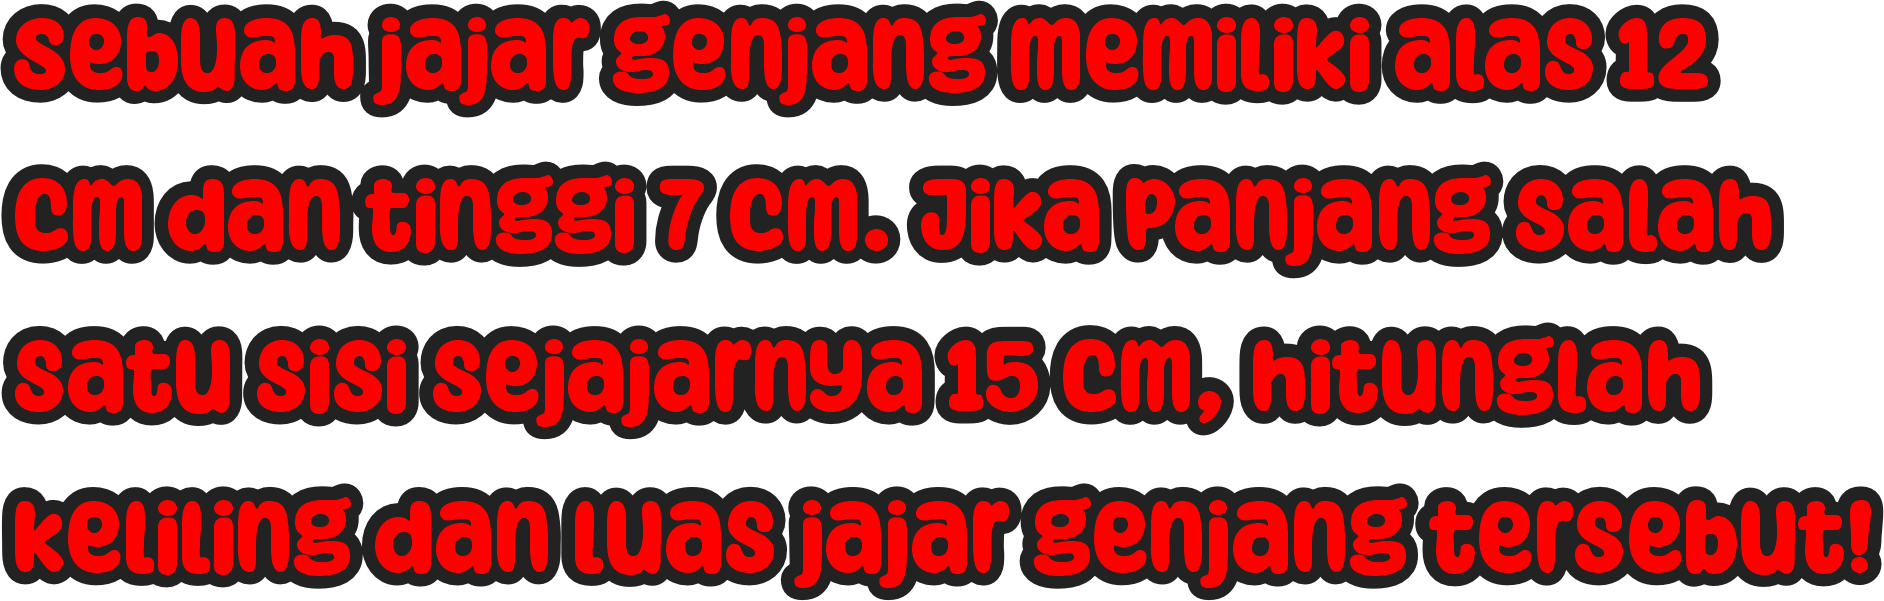 Sebuah jajar genjang memiliki alas 12
cm dan tinggi 7 cm. Jika panjang salah
satu sisi sejajarnya 15 cm, hitunglah
keliling dan luas jajar genjang tersebut!